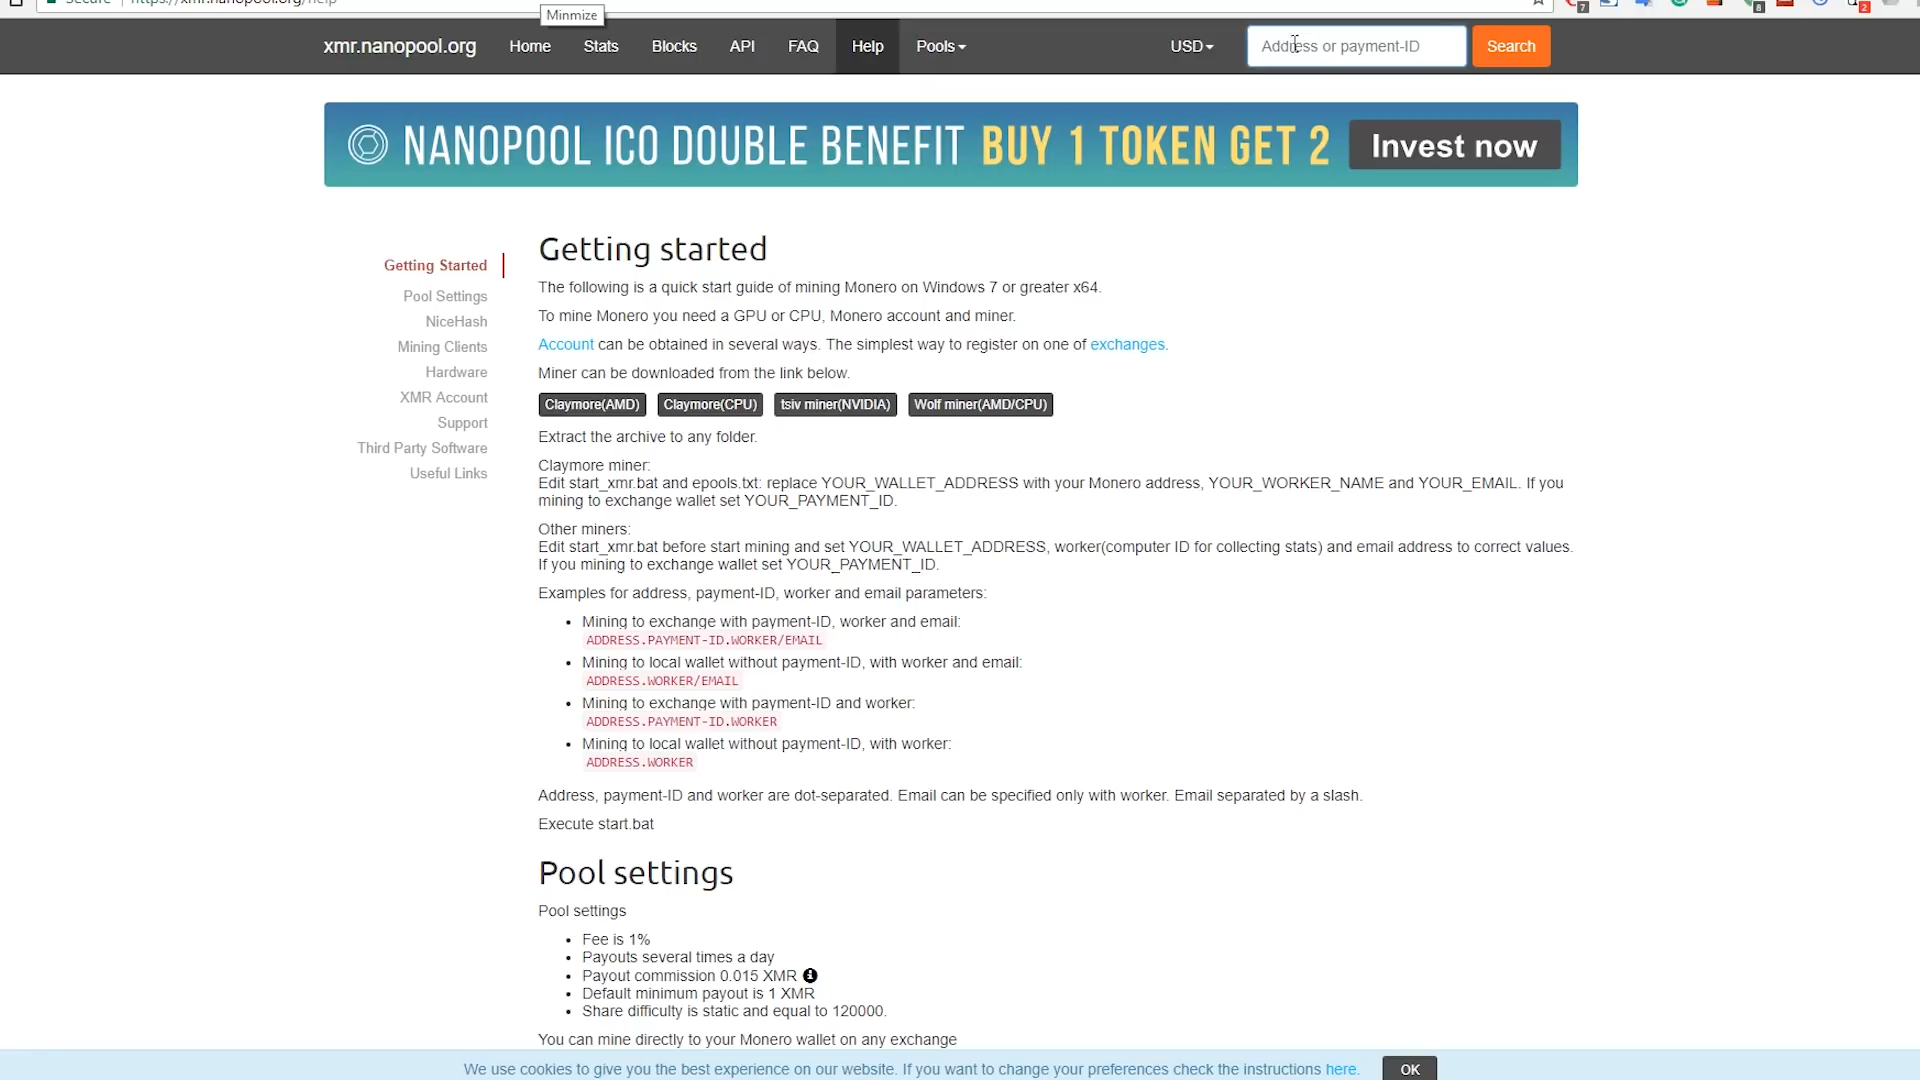 Secure
https://xmr.nanopool.org/help
7
8
2
Minmize
xmr.nanopool.org Home Stats Blocks API FAQ Help Pools USD Address or payment-ID Search
NANOPOOL ICO DOUBLE BENEFIT BUY 1 TOKEN GET 2 Invest now
Getting Started
Pool Settings
NiceHash
Mining Clients
Hardware
XMR Account
Support
Third Party Software
Useful Links
Getting started
The following is a quick start guide of mining Monero on Windows 7 or greater x64.
To mine Monero you need a GPU or CPU, Monero account and miner.
Account can be obtained in several ways. The simplest way to register on one of exchanges.
Miner can be downloaded from the link below.
Claymore(AMD) Claymore(CPU) tsiv miner(NVIDIA) Wolf miner(AMD/CPU)
Extract the archive to any folder.
Claymore miner:
Edit start_xmr.bat and epools.txt: replace YOUR_WALLET_ADDRESS with your Monero address, YOUR_WORKER_NAME and YOUR_EMAIL. If you
mining to exchange wallet set YOUR_PAYMENT_ID.
Other miners:
Edit start_xmr.bat before start mining and set YOUR_WALLET_ADDRESS, worker(computer ID for collecting stats) and email address to correct values.
If you mining to exchange wallet set YOUR_PAYMENT_ID.
Examples for address, payment-ID, worker and email parameters:
• Mining to exchange with payment-ID, worker and email:
ADDRESS.PAYMENT-ID.WORKER/EMAIL
• Mining to local wallet without payment-ID, with worker and email:
ADDRESS.WORKER/EMAIL
• Mining to exchange with payment-ID and worker:
ADDRESS.PAYMENT-ID.WORKER
• Mining to local wallet without payment-ID, with worker:
ADDRESS.WORKER
Address, payment-ID and worker are dot-separated. Email can be specified only with worker. Email separated by a slash.
Execute start.bat
Pool settings
Pool settings
• Fee is 1%
• Payouts several times a day
• Payout commission 0.015 XMR
• Default minimum payout is 1 XMR
• Share difficulty is static and equal to 120000.
You can mine directly to your Monero wallet on any exchange
We use cookies to give you the best experience on our website. If you want to change your preferences check the instructions here. OK